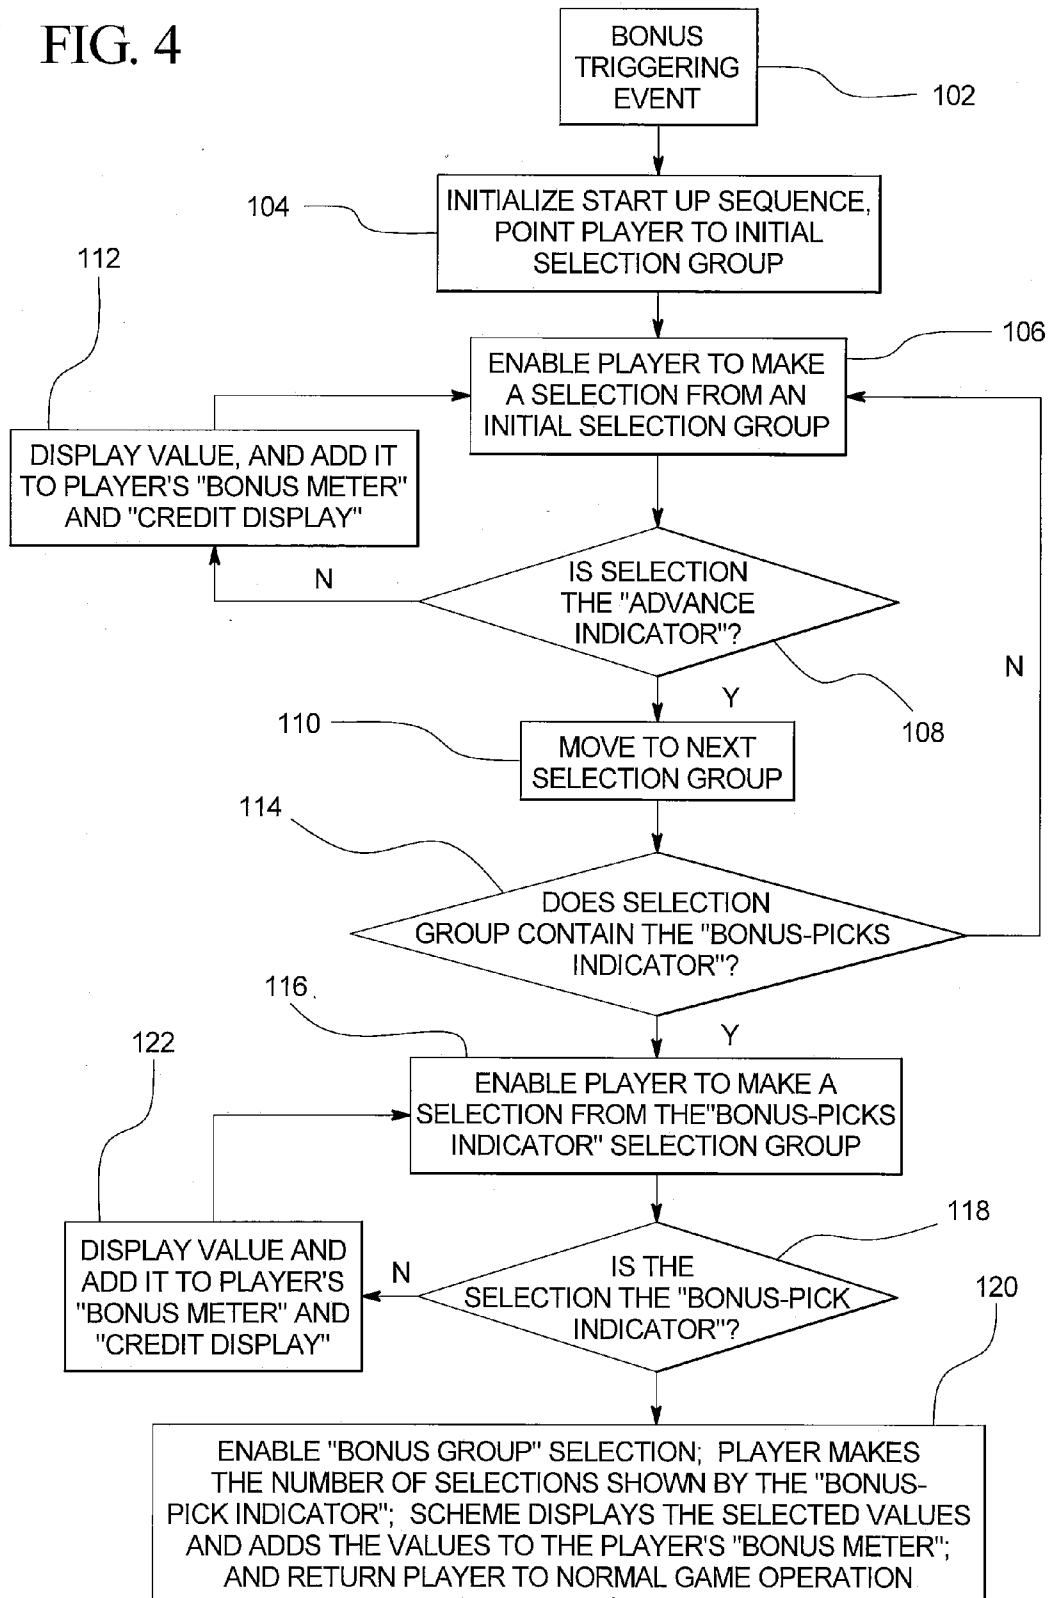 FIG. 4
BONUS
TRIGGERING
EVENT
102
104
INITIALIZE START UP SEQUENCE,
POINT PLAYER TO INITIAL
SELECTION GROUP
112
106
ENABLE PLAYER TO MAKE
A SELECTION FROM AN
INITIAL SELECTION GROUP
DISPLAY VALUE, AND ADD IT
TO PLAYER'S "BONUS METER"
AND "CREDIT DISPLAY"
N
IS SELECTION
THE "ADVANCE
INDICATOR"?
N
Y
108
110
MOVE TO NEXT
SELECTION GROUP
114
DOES SELECTION
GROUP CONTAIN THE "BONUS-PICKS
INDICATOR"?
116
Y
122
ENABLE PLAYER TO MAKE A
SELECTION FROM THE"BONUS-PICKS
INDICATOR" SELECTION GROUP
118
DISPLAY VALUE AND
ADD IT TO PLAYER'S
"BONUS METER" AND
"CREDIT DISPLAY"
N
IS THE
SELECTION THE "BONUS-PICK
INDICATOR"?
120
ENABLE "BONUS GROUP" SELECTION; PLAYER MAKES
THE NUMBER OF SELECTIONS SHOWN BY THE "BONUS-
PICK INDICATOR"; SCHEME DISPLAYS THE SELECTED VALUES
AND ADDS THE VALUES TO THE PLAYER'S "BONUS METER";
AND RETURN PLAYER TO NORMAL GAME OPERATION